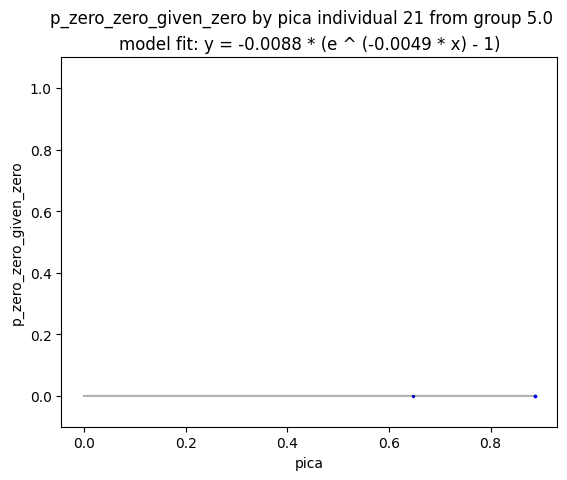 p_zero_zero_given_zero by pica individual 21 from group 5.0
model fit: y = -0.0088 * (e ^ (-0.0049 * x) - 1)
1.0
0.8
0.6
0.4
0.2
0.0
p_zero_zero_given_zero
0.0 0.2 0.4 0.6 0.8
pica